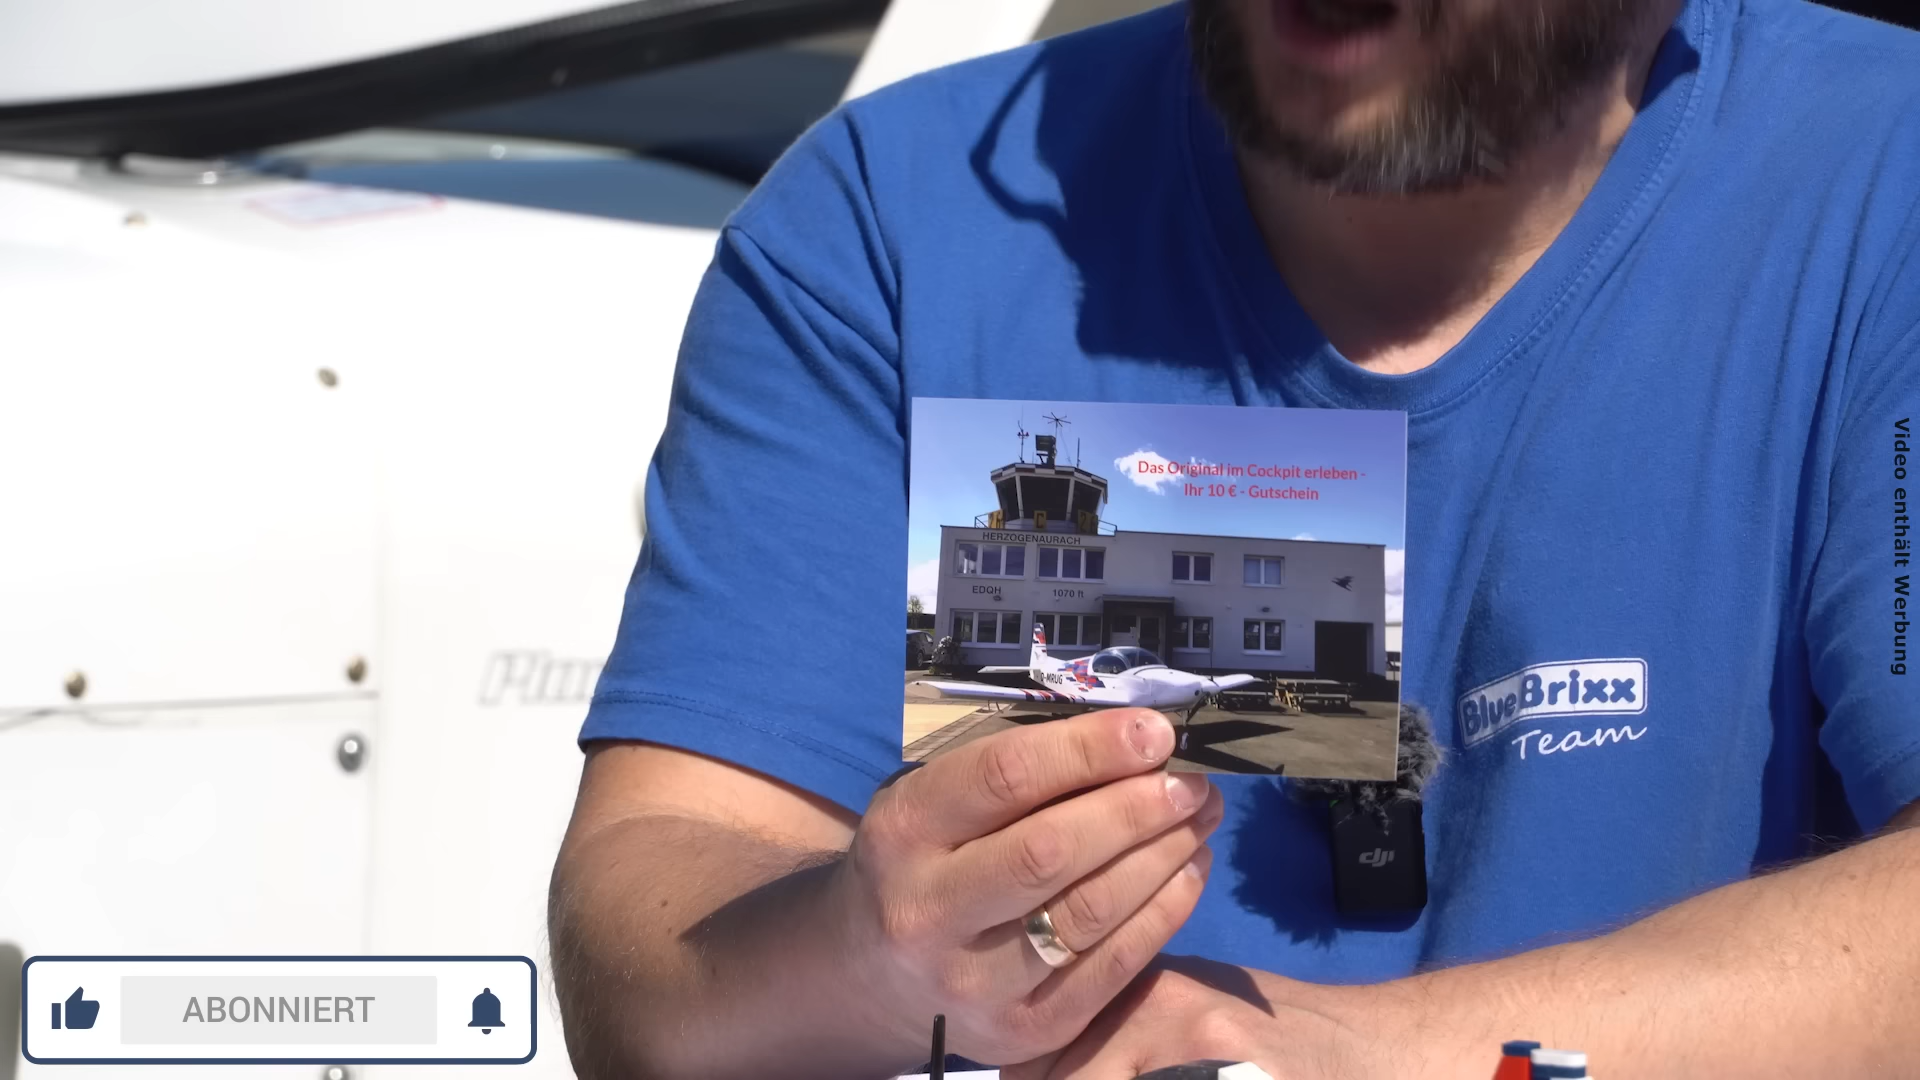 Das Original im Cockpit erleben -
Ihr 10 € - Gutschein
HERZOGENAURACH
C
EDQH
1070 ft
D-MRUG
BlueBrixx
Team
dji
Video enthält Werbung
ABONNIERT